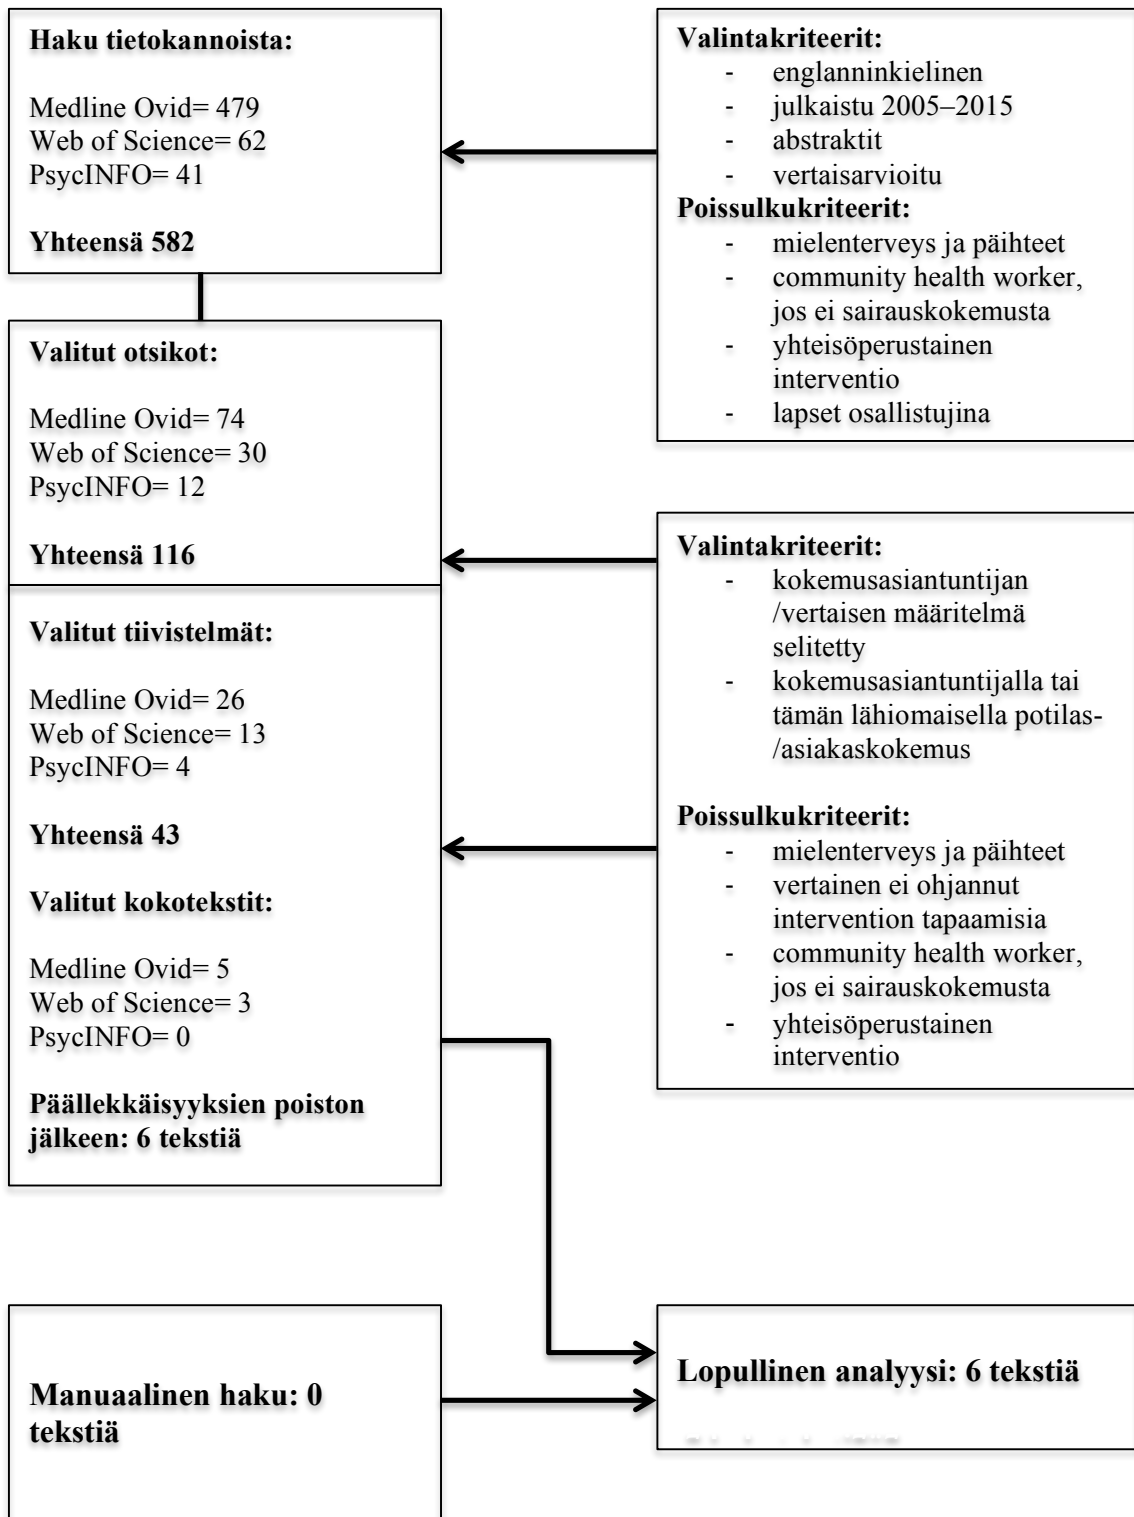 Haku tietokannoista:
Medline Ovid= 479
Web of Science= 62
PsycINFO= 41
Yhteensä 582
Valintakriteerit:
- englanninkielinen
- julkaistu 2005–2015
- abstraktit
- vertaisarvioitu
Poissulkukriteerit:
- mielenterveys ja päihteet
- community health worker,
jos ei sairauskokemusta
- yhteisöperustainen
interventio
- lapset osallistujina
Valitut otsikot:
Medline Ovid= 74
Web of Science= 30
PsycINFO= 12
Yhteensä 116
Valitut tiivistelmät:
Medline Ovid= 26
Web of Science= 13
PsycINFO= 4
Yhteensä 43
Valitut kokotekstit:
Medline Ovid= 5
Web of Science= 3
PsycINFO= 0
Päällekkäisyyksien poiston
jälkeen: 6 tekstiä
Valintakriteerit:
- kokemusasiantuntijan
/vertaisen määritelmä
selitetty
- kokemusasiantuntijalla tai
tämän lähiomaisella potilas-
/asiakaskokemus
Poissulkukriteerit:
- mielenterveys ja päihteet
- vertainen ei ohjannut
intervention tapaamisia
- community health worker,
jos ei sairauskokemusta
- yhteisöperustainen
interventio
Manuaalinen haku: 0
tekstiä
Lopullinen analyysi: 6 tekstiä